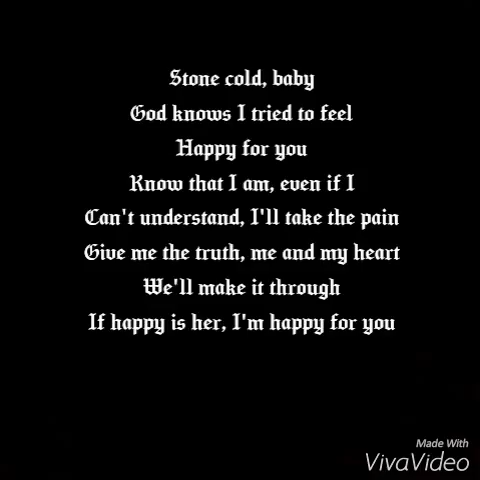 Stone cold, baby
God knows I tried to feel
Happy for you
Know that I am, even if I
Can't understand, I'll take the pain
Give me the truth, me and my heart
We'll make it through
If happy is her, I'm happy for you
Made With
VivaVideo